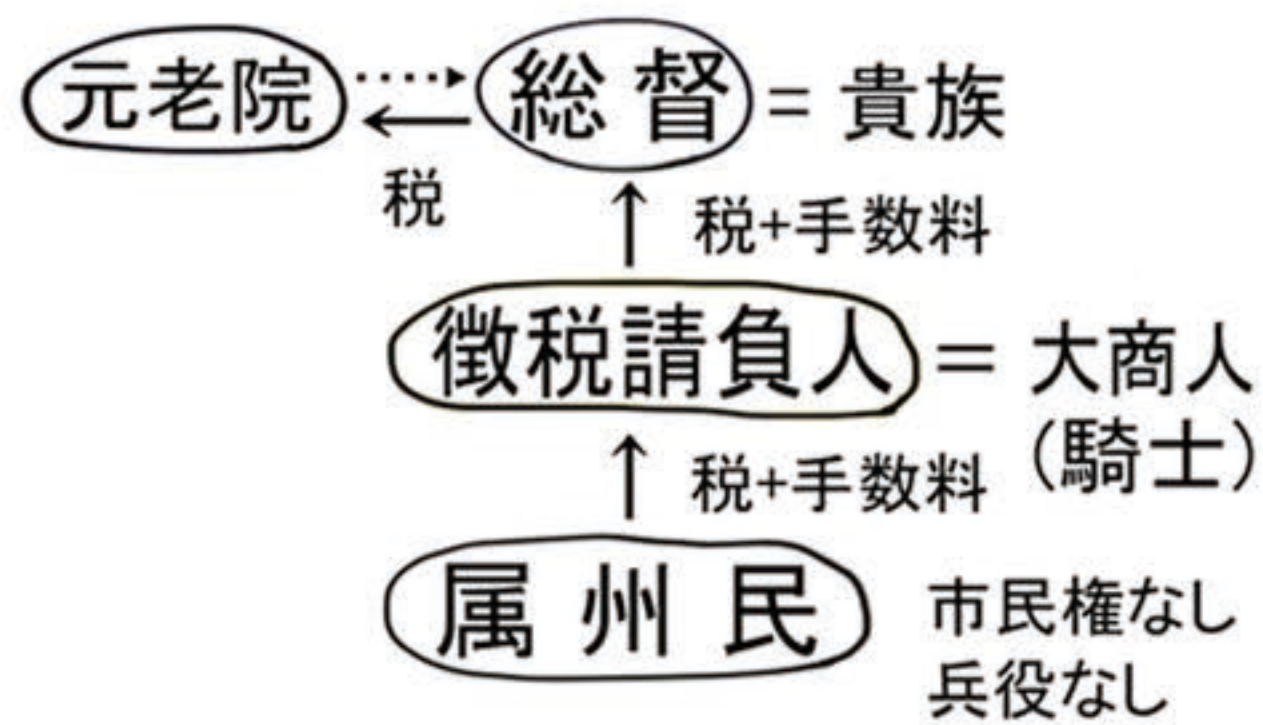 元老院 総督 = 貴族
税
税+手数料
徴税請負人 = 大商人
(騎士)
税+手数料
属州民
市民権なし
兵役なし